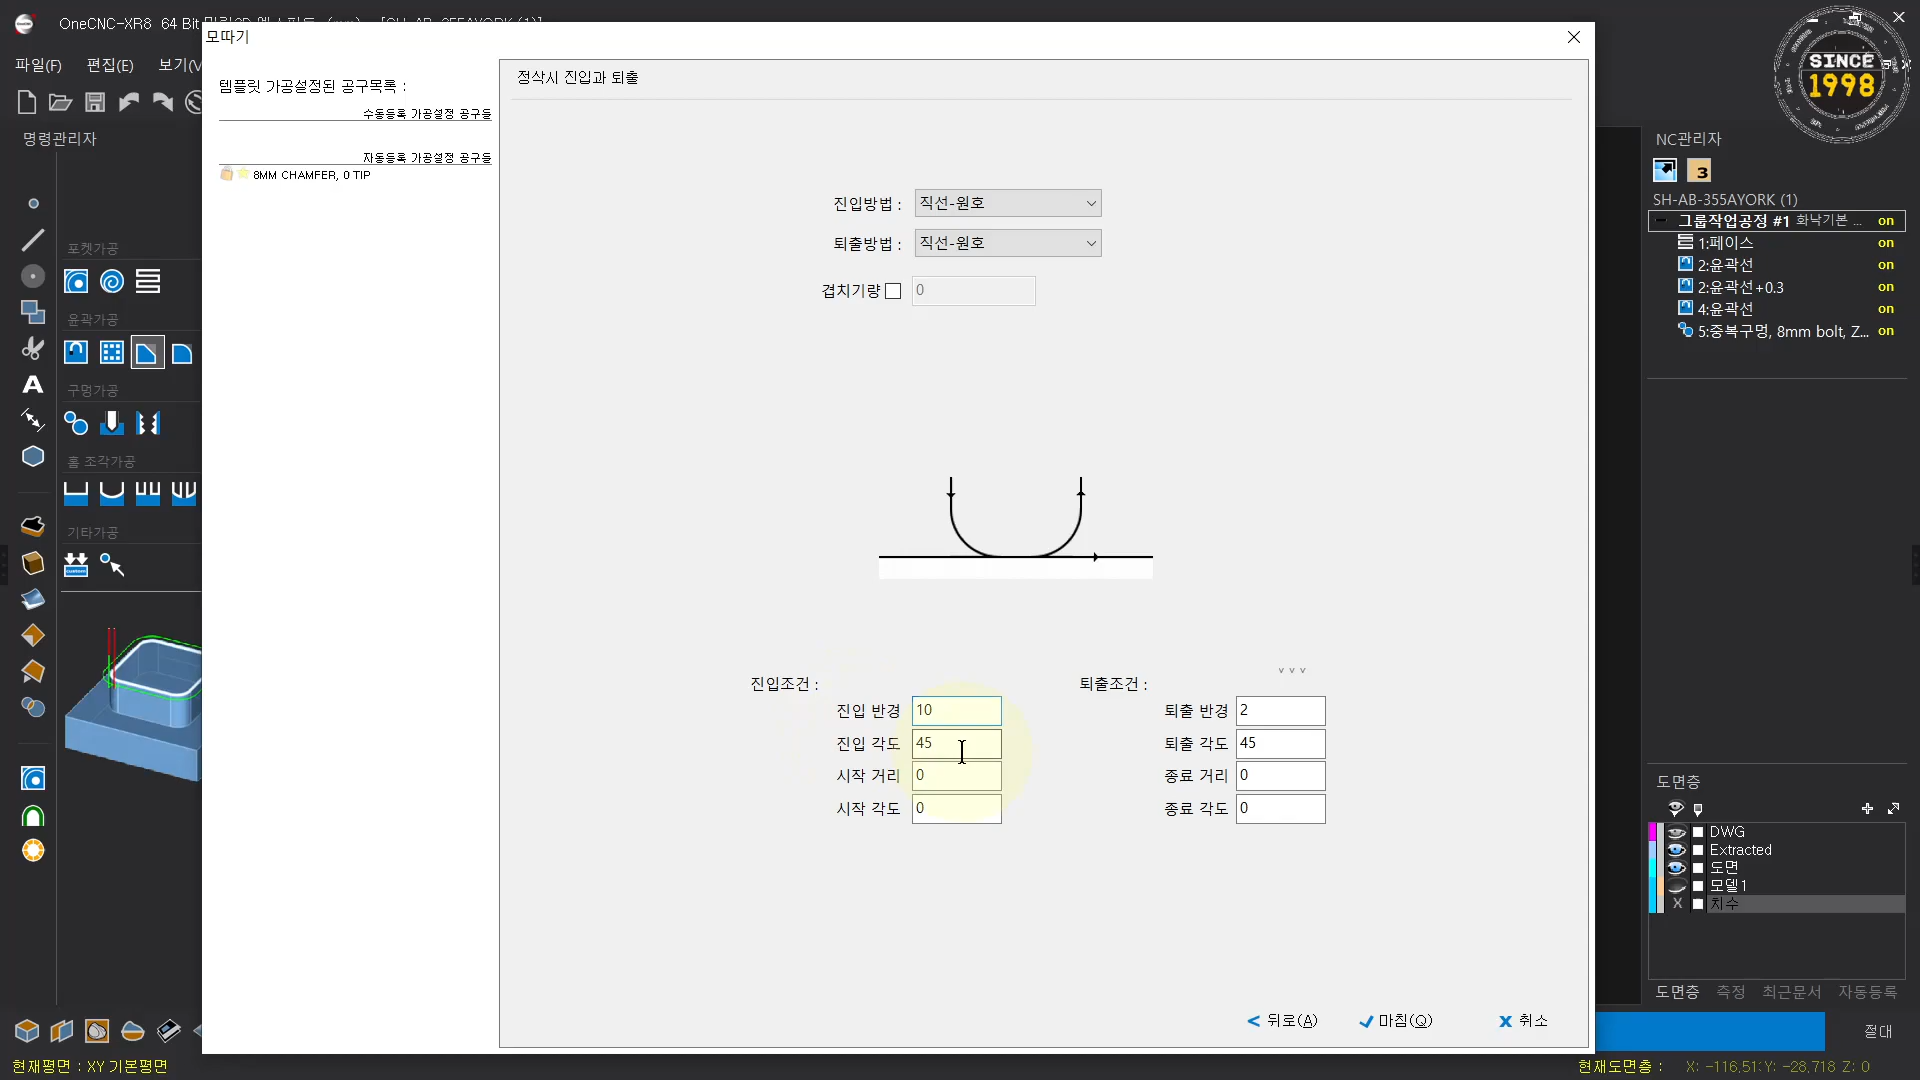 OneCNC-XR8 64 Bit
모따기
파일(F) 편집(E) 보기(V
SINCE
1998
명령관리자
템플릿 가공설정된 공구목록 :
수동등록 가공설정 공구들
자동등록 가공설정 공구들
8MM CHAMFER, 0 TIP
포켓가공
윤곽가공
구멍가공
홈 조각가공
기타가공
custom
정삭시 진입과 퇴출
진입방법 : 직선-원호
퇴출방법 : 직선-원호
겹치기량 0
진입조건 :
진입 반경 10
진입 각도 45
시작 거리 0
시작 각도 0
퇴출조건 :
퇴출 반경 2
퇴출 각도 45
종료 거리 0
종료 각도 0
< 뒤로(A) 마침(O) X 취소
NC관리자
3
SH-AB-355AYORK (1)
그룹작업공정 #1 화낙기본 ... on
1:페이스 on
2:윤곽선 on
2:윤곽선+0.3 on
4:윤곽선 on
5:중복구멍, 8mm bolt, Z... on
도면층
DWG
Extracted
도면
모델1
X 치수
도면층 측정 최근문서 자동등록
절대
현재평면 : XY 기본평면
현재도면층 : X: -116.51 Y: -28.718 Z: 0